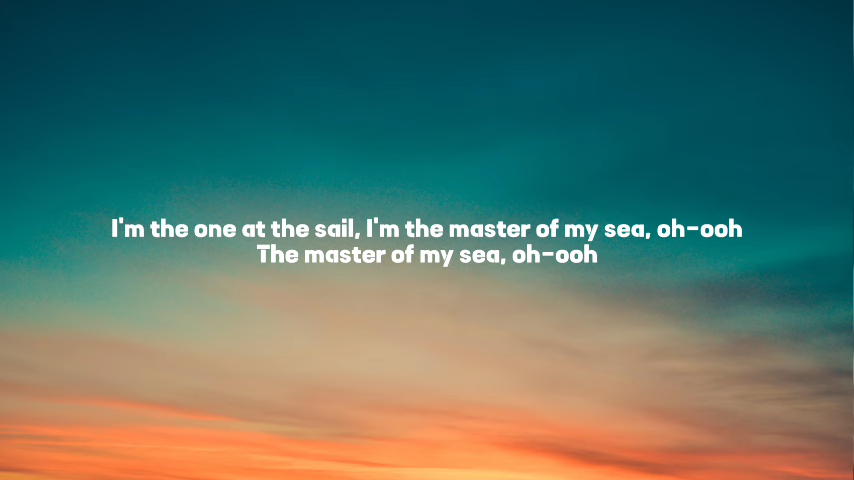 I'm the one at the sail, I'm the master of my sea, oh-ooh
The master of my sea, oh-ooh